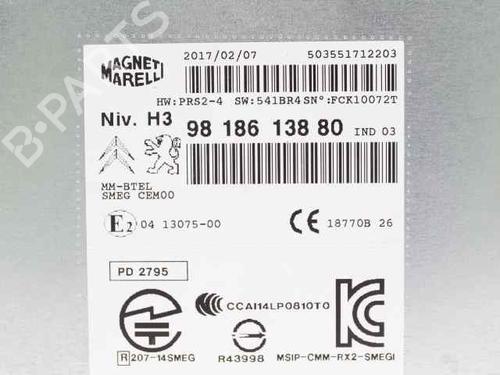 B-PARTS
MAGNETI MARELLI
2017/02/07 503551712203
HW:PRS2-4 SW:541BR4 SN°:FCK10072T
Niv. H3 98 186 138 80 IND 03
MM-BTEL
SMEG CEM00
E2 04 13075-00 CE 18770B 26
PD 2795
CCAI14LP0810T0
R 207-14SMEG R43998 MSIP-CMM-RX2-SMEGI